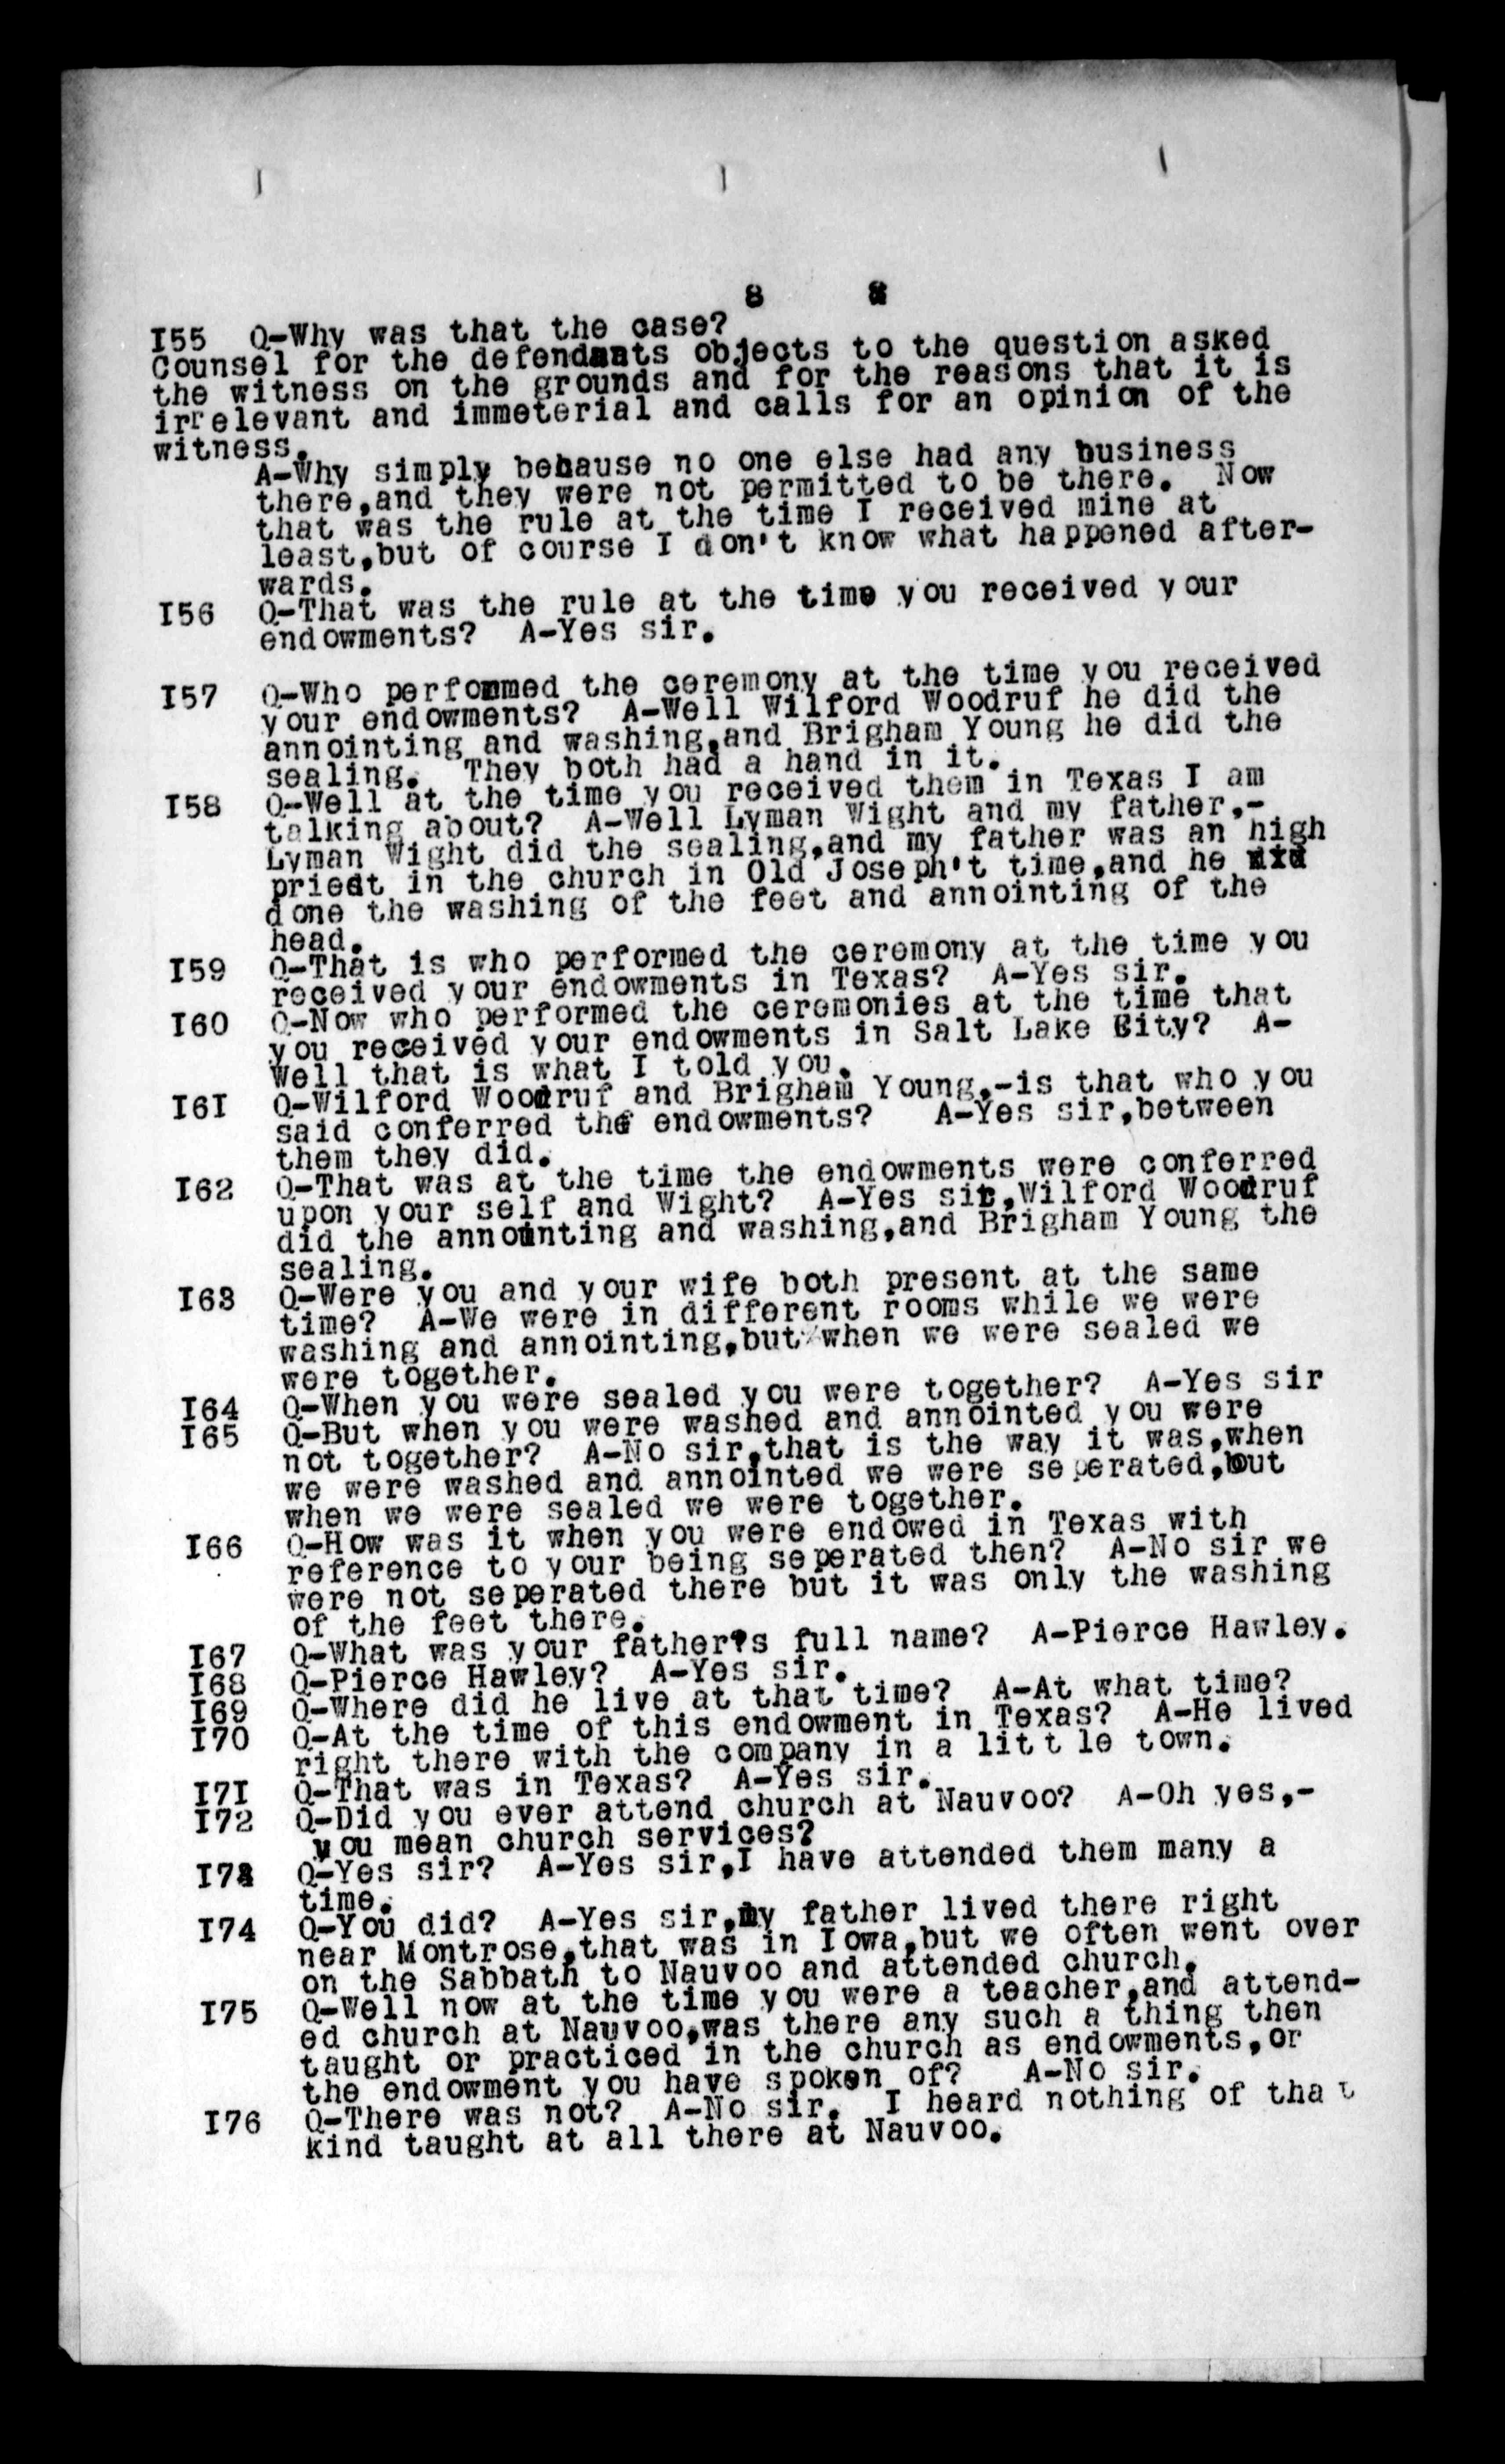 8 8
I55 Q-Why was that the case?
Counsel for the defendaats objects to the question asked
the witness on the grounds and for the reasons that it is
irrelevant and immeterial and calls for an opinion of the
witness.
A-Why simply behause no one else had any business
there,and they were not permitted to be there. Now
that was the rule at the time I received mine at
least,but of course I don't know what happened after-
wards.
I56 Q-That was the rule at the time you received your
endowments? A-Yes sir.
I57 Q-Who perfommed the ceremony at the time you received
your endowments? A-Well Wilford Woodruf he did the
annointing and washing,and Brigham Young he did the
sealing. They both had a hand in it.
I58 Q-Well at the time you received them in Texas I am
talking about? A-Well Lyman Wight and my father,-
Lyman Wight did the sealing,and my father was an high
priest in the church in Old Joseph't time,and he
done the washing of the feet and annointing of the
head.
I59 Q-That is who performed the ceremony at the time you
received your endowments in Texas? A-Yes sir.
I60 Q-Now who performed the ceremonies at the time that
you received your endowments in Salt Lake City? A-
Well that is what I told you.
I6I Q-Wilford Woodruf and Brigham Young,-is that who you
said conferred the endowments? A-Yes sir,between
them they did.
I62 Q-That was at the time the endowments were conferred
upon your self and Wight? A-Yes sir,Wilford Woodruf
did the annointing and washing,and Brigham Young the
sealing.
I63 Q-Were you and your wife both present at the same
time? A-We were in different rooms while we were
washing and annointing,but when we were sealed we
were together.
I64 Q-When you were sealed you were together? A-Yes sir
I65 Q-But when you were washed and annointed you were
not together? A-No sir,that is the way it was,when
we were washed and annointed we were seperated,but
when we were sealed we were together.
I66 Q-How was it when you were endowed in Texas with
reference to your being seperated then? A-No sir we
were not seperated there but it was only the washing
of the feet there.
I67 Q-What was your father?s full name? A-Pierce Hawley.
I68 Q-Pierce Hawley? A-Yes sir.
I69 Q-Where did he live at that time? A-At what time?
I70 Q-At the time of this endowment in Texas? A-He lived
right there with the company in a little town.
I7I Q-That was in Texas? A-Yes sir.
I72 Q-Did you ever attend church at Nauvoo? A-Oh yes,-
you mean church services?
I73 Q-Yes sir? A-Yes sir,I have attended them many a
time.
I74 Q-You did? A-Yes sir,my father lived there right
near Montrose,that was in Iowa,but we often went over
on the Sabbath to Nauvoo and attended church.
I75 Q-Well now at the time you were a teacher,and attend-
ed church at Nauvoo,was there any such a thing then
taught or practiced in the church as endowments,or
the endowment you have spoken of? A-No sir.
I76 Q-There was not? A-No sir. I heard nothing of that
kind taught at all there at Nauvoo.